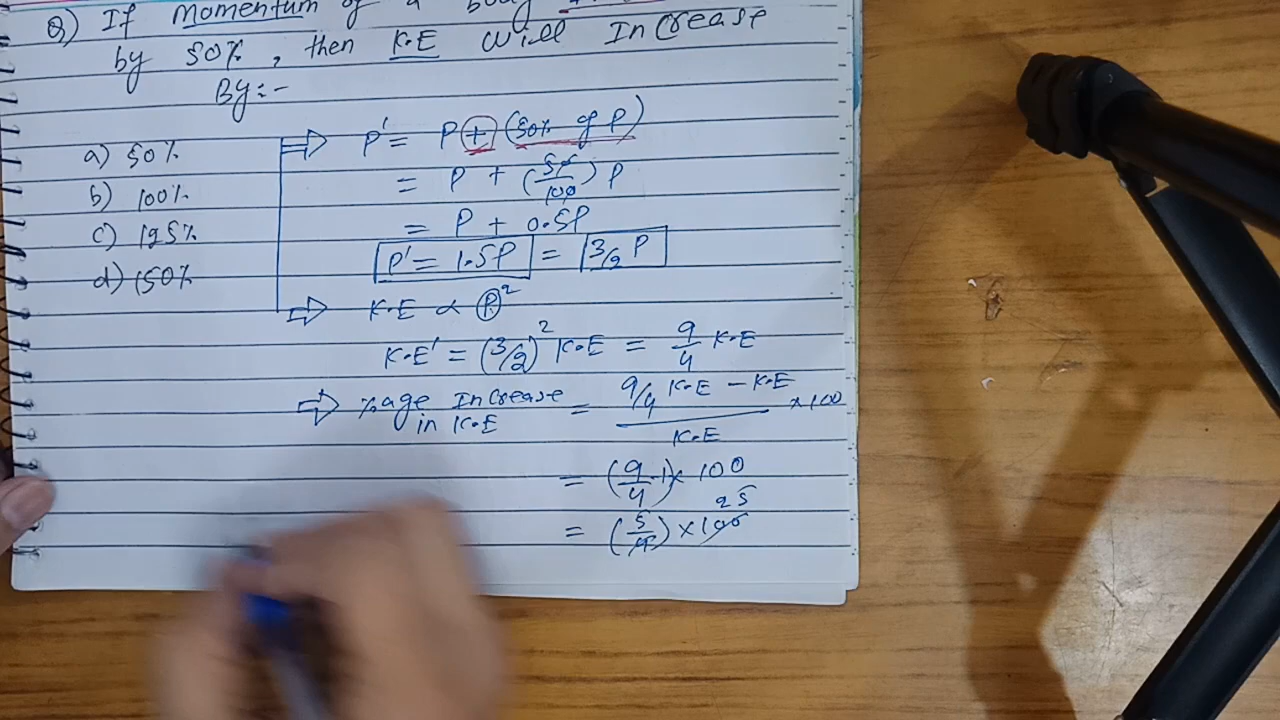 Q) If momentum of a body
by 50%, then K.E will Increase
By:-
a) 50%
b) 100%
c) 125%
d) 150%
⇒ P' = P + (50% of P)
= P + (50/100) P
= P + 0.5P
P' = 1.5P = 3/2 P
⇒ K.E ∝ P²
K.E' = (3/2)² K.E = 9/4 K.E
⇒ %age Increase in K.E = (9/4 K.E - K.E)/K.E ×100
= (9/4 -1)× 100
25
= (5/4) × 100